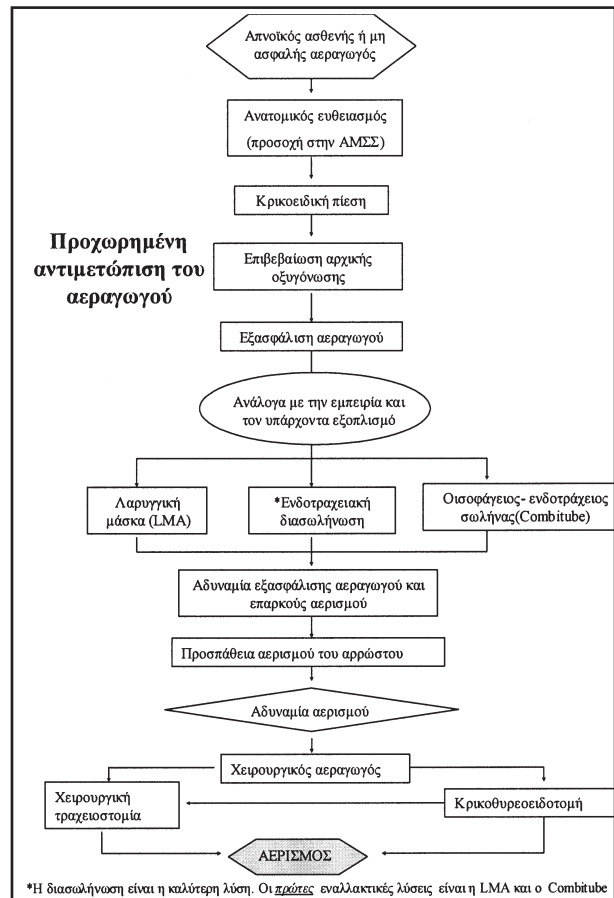 Απνοϊκός ασθενής ή μη
ασφαλής αεραγωγός
Ανατομικός ευθειασμός
(προσοχή στην ΑΜΣΣ)
Κρικοειδική πίεση
Προχωρημένη
αντιμετώπιση του
αεραγωγού
Επιβεβαίωση αρχικής
οξυγόνωσης
Εξασφάλιση αεραγωγού
Ανάλογα με την εμπειρία και
τον υπάρχοντα εξοπλισμό
Λαρυγγική
μάσκα (LMA)
*Ενδοτραχειακή
διασωλήνωση
Οισοφάγειος- ενδοτράχειος
σωλήνας(Combitube)
Αδυναμία εξασφάλισης αεραγωγού και
επαρκούς αερισμού
Προσπάθεια αερισμού του αρρώστου
Αδυναμία αερισμού
Χειρουργικός αεραγωγός
Χειρουργική
τραχειοστομία
Κρικοθυρεοειδοτομή
ΑΕΡΙΣΜΟΣ
*Η διασωλήνωση είναι η καλύτερη λύση. Οι πρώτες εναλλακτικές λύσεις είναι η LMA και ο Combitube